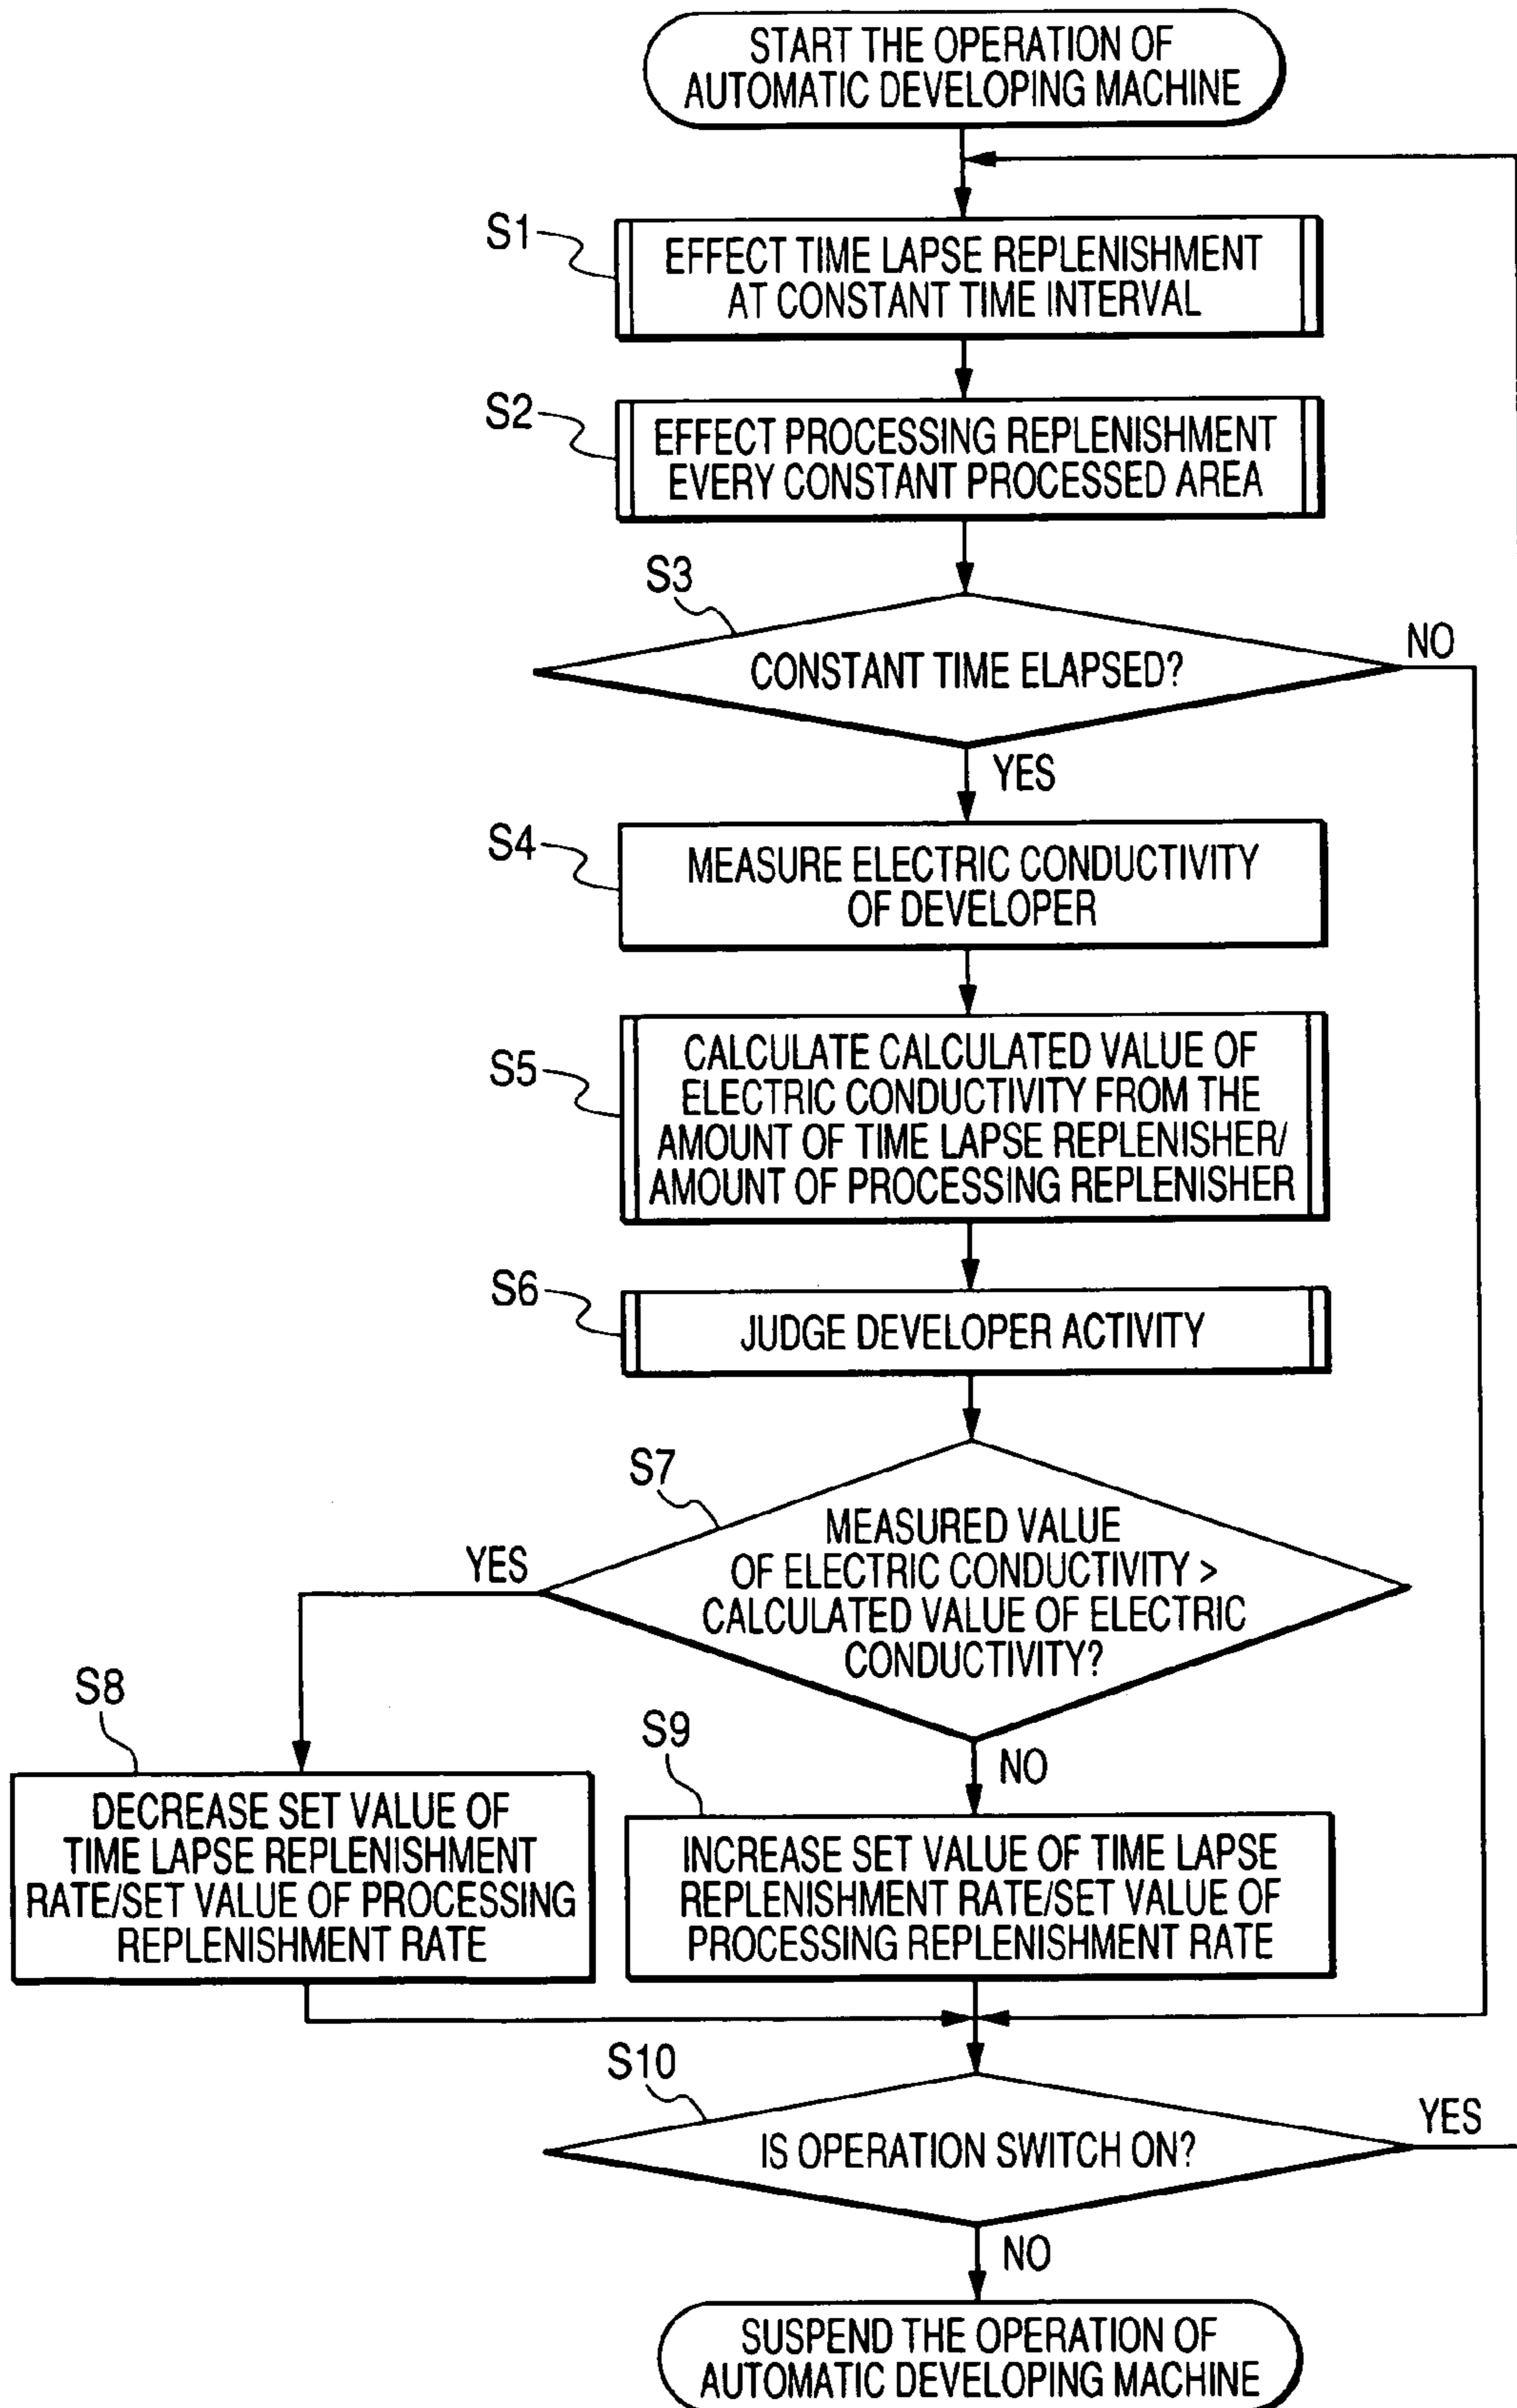 START THE OPERATION OF
AUTOMATIC DEVELOPING MACHINE
S1
EFFECT TIME LAPSE REPLENISHMENT
AT CONSTANT TIME INTERVAL
S2
EFFECT PROCESSING REPLENISHMENT
EVERY CONSTANT PROCESSED AREA
S3
CONSTANT TIME ELAPSED?
NO
YES
S4
MEASURE ELECTRIC CONDUCTIVITY
OF DEVELOPER
S5
CALCULATE CALCULATED VALUE OF
ELECTRIC CONDUCTIVITY FROM THE
AMOUNT OF TIME LAPSE REPLENISHER/
AMOUNT OF PROCESSING REPLENISHER
S6
JUDGE DEVELOPER ACTIVITY
S7
MEASURED VALUE
OF ELECTRIC CONDUCTIVITY >
CALCULATED VALUE OF ELECTRIC
CONDUCTIVITY?
YES
NO
S8
DECREASE SET VALUE OF
TIME LAPSE REPLENISHMENT
RATE/SET VALUE OF PROCESSING
REPLENISHMENT RATE
S9
INCREASE SET VALUE OF TIME LAPSE
REPLENISHMENT RATE/SET VALUE OF
PROCESSING REPLENISHMENT RATE
S10
IS OPERATION SWITCH ON?
YES
NO
SUSPEND THE OPERATION OF
AUTOMATIC DEVELOPING MACHINE